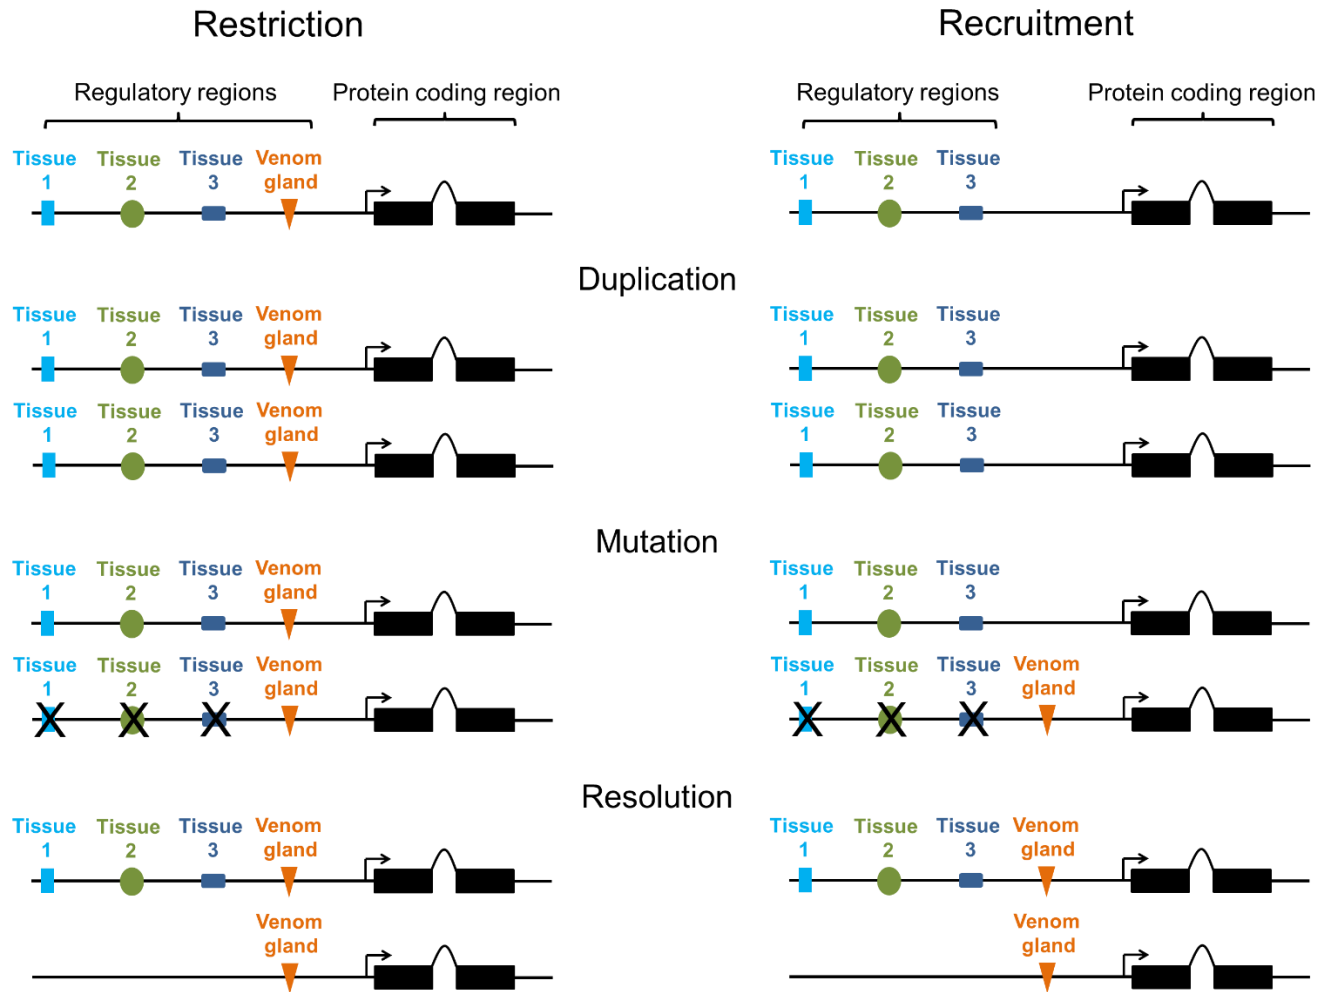 Restriction
Recruitment
Regulatory regions
Protein coding region
Regulatory regions
Protein coding region
Tissue Tissue Tissue Venom
1 2 3 gland
Tissue Tissue Tissue
1 2 3
Duplication
Tissue Tissue Tissue Venom
1 2 3 gland
Tissue Tissue Tissue
1 2 3
Tissue Tissue Tissue Venom
1 2 3 gland
Tissue Tissue Tissue
1 2 3
Mutation
Tissue Tissue Tissue Venom
1 2 3 gland
Tissue Tissue Tissue
1 2 3
Tissue Tissue Tissue Venom
1 2 3 gland
Tissue Tissue Tissue Venom
1 2 3 gland
Resolution
Tissue Tissue Tissue Venom
1 2 3 gland
Tissue Tissue Tissue Venom
1 2 3 gland
Venom
gland
Venom
gland